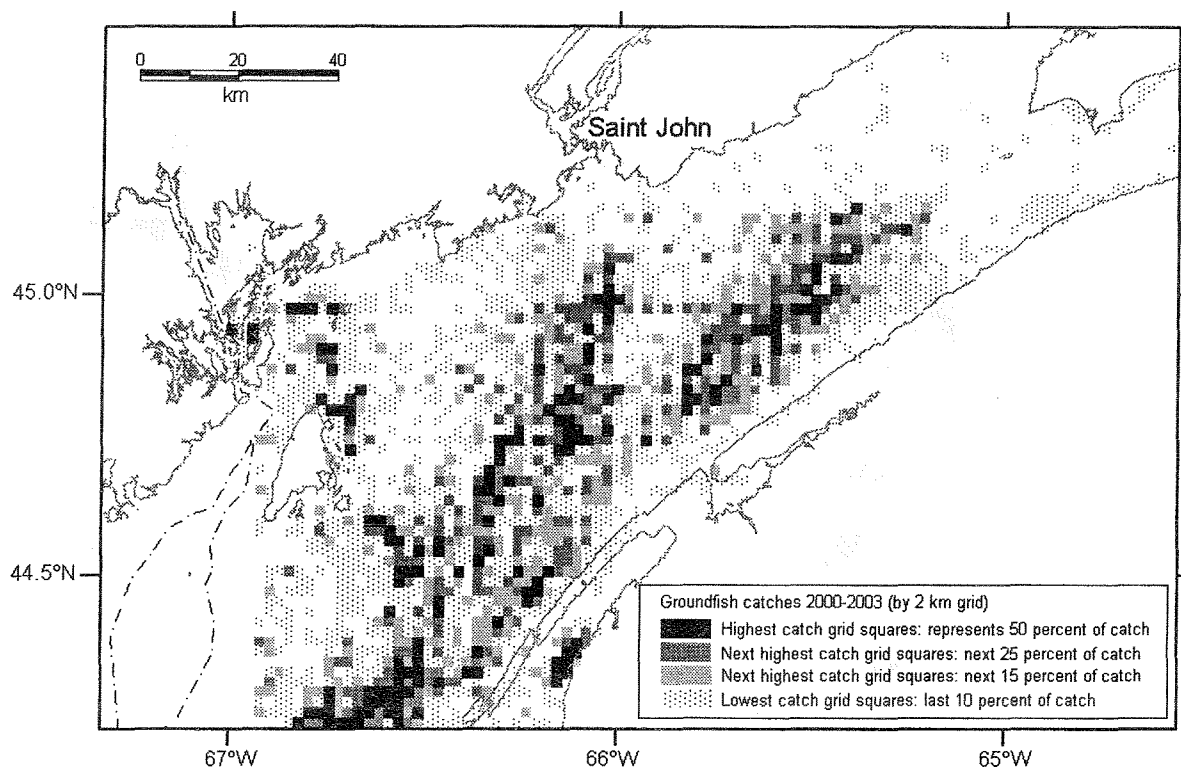 0 20 40
km
Saint John
45.0°N
44.5°N
Groundfish catches 2000-2003 (by 2 km grid)
Highest catch grid squares: represents 50 percent of catch
Next highest catch grid squares: next 25 percent of catch
Next highest catch grid squares: next 15 percent of catch
Lowest catch grid squares: last 10 percent of catch
67°W 66°W 65°W